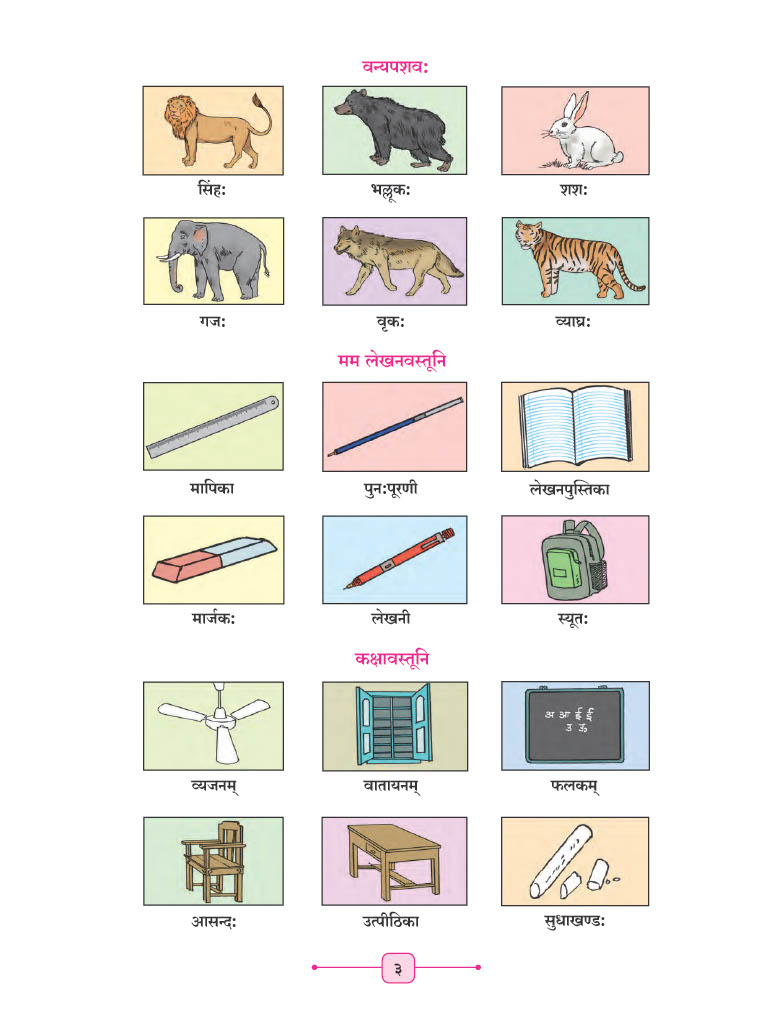 वन्यपशवः
सिंहः भल्लूकः शशः
गजः वृकः व्याघ्रः
मम लेखनवस्तूनि
मापिका पुनःपूरणी लेखनपुस्तिका
मार्जकः लेखनी स्यूतः
कक्षावस्तूनि
अ आ ई ई
उ ऊ
व्यजनम् वातायनम् फलकम्
आसन्दः उत्पीठिका सुधाखण्डः
३